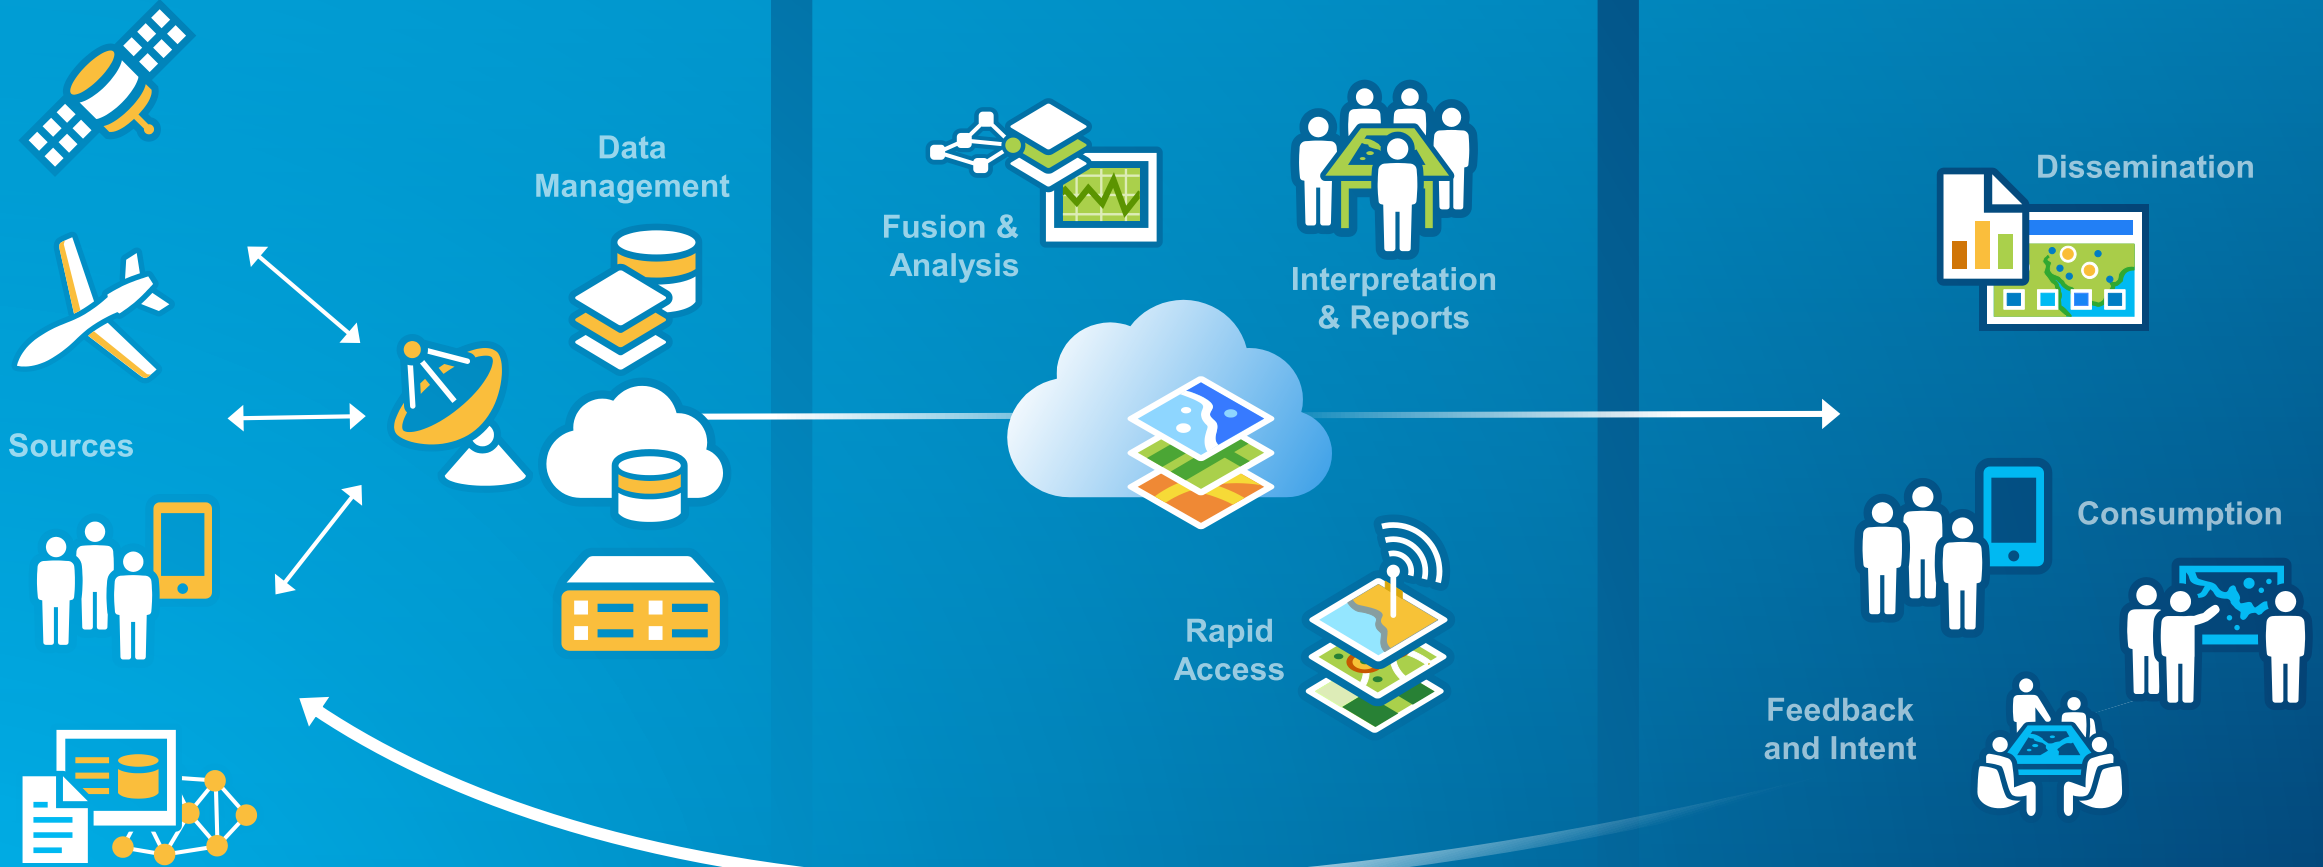 Sources
Data
Management
Fusion &
Analysis
Interpretation
& Reports
Rapid
Access
Dissemination
Consumption
Feedback
and Intent